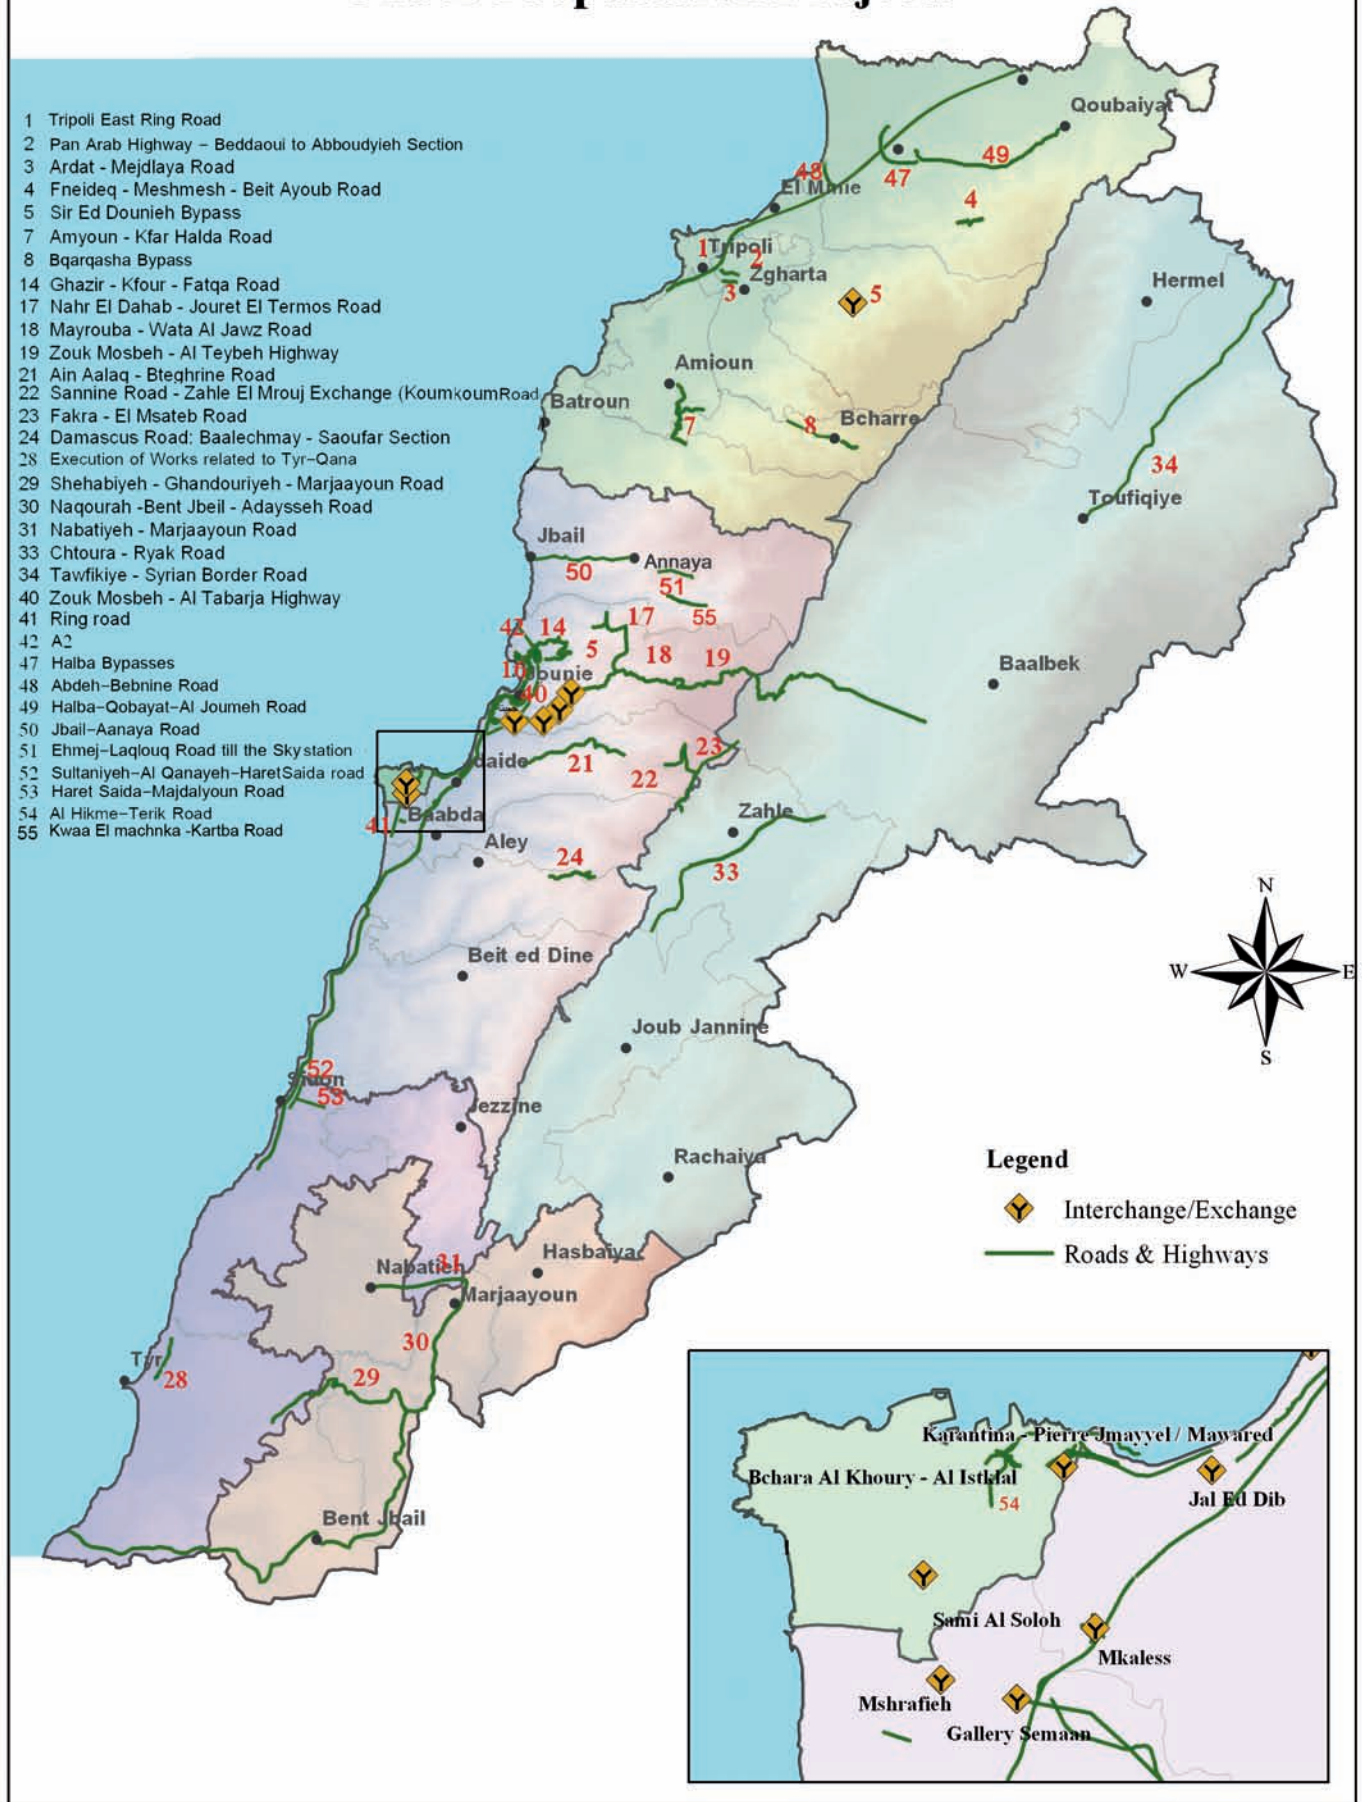 1 Tripoli East Ring Road
2 Pan Arab Highway – Beddaoui to Abboudyieh Section
3 Ardat - Mejdlaya Road
4 Fneideq - Meshmesh - Beit Ayoub Road
5 Sir Ed Dounieh Bypass
7 Amyoun - Kfar Halda Road
8 Bqarqasha Bypass
14 Ghazir - Kfour - Fatqa Road
17 Nahr El Dahab - Jouret El Termos Road
18 Mayrouba - Wata Al Jawz Road
19 Zouk Mosbeh - Al Teybeh Highway
21 Ain Aalaq - Bteghrine Road
22 Sannine Road - Zahle El Mrouj Exchange (KoumkoumRoad
23 Fakra - El Msateb Road
24 Damascus Road: Baalechmay - Saoufar Section
28 Execution of Works related to Tyr–Qana
29 Shehabiyeh - Ghandouriyeh - Marjaayoun Road
30 Naqourah -Bent Jbeil - Adaysseh Road
31 Nabatiyeh - Marjaayoun Road
33 Chtoura - Ryak Road
34 Tawfikiye - Syrian Border Road
40 Zouk Mosbeh - Al Tabarja Highway
41 Ring road
42 A2
47 Halba Bypasses
48 Abdeh–Bebnine Road
49 Halba–Qobayat–Al Joumeh Road
50 Jbail–Aanaya Road
51 Ehmej–Laqlouq Road till the Skystation
52 Sultaniyeh–Al Qanayeh–HaretSaida road
53 Haret Saida–Majdalyoun Road
54 Al Hikme–Terik Road
55 Kwaa El machnka -Kartba Road
Qoubaiyat
49
48
47
El Mine
4
1
Tripoli
2
Zgharta
3
5
Hermel
Amioun
Batroun
7
8
Bcharre
34
Toufiqiye
Jbail
Annaya
50
51
55
42
14
17
5
18
19
Jounie
40
Baalbek
Jdaide
21
22
23
Baabda
41
Aley
24
Zahle
33
Beit ed Dine
Joub Jannine
52
Sidon
53
Jezzine
Rachaiya
Hasbaiya
31
Nabatieh
Marjaayoun
30
29
Tyr
28
Bent Jbail
N
W
E
S
Legend
Interchange/Exchange
Roads & Highways
Karantina - Pierre Jmayyel / Mawared
Bchara Al Khoury - Al Istklal
54
Jal Ed Dib
Sami Al Soloh
Mkaless
Mshrafieh
Gallery Semaan